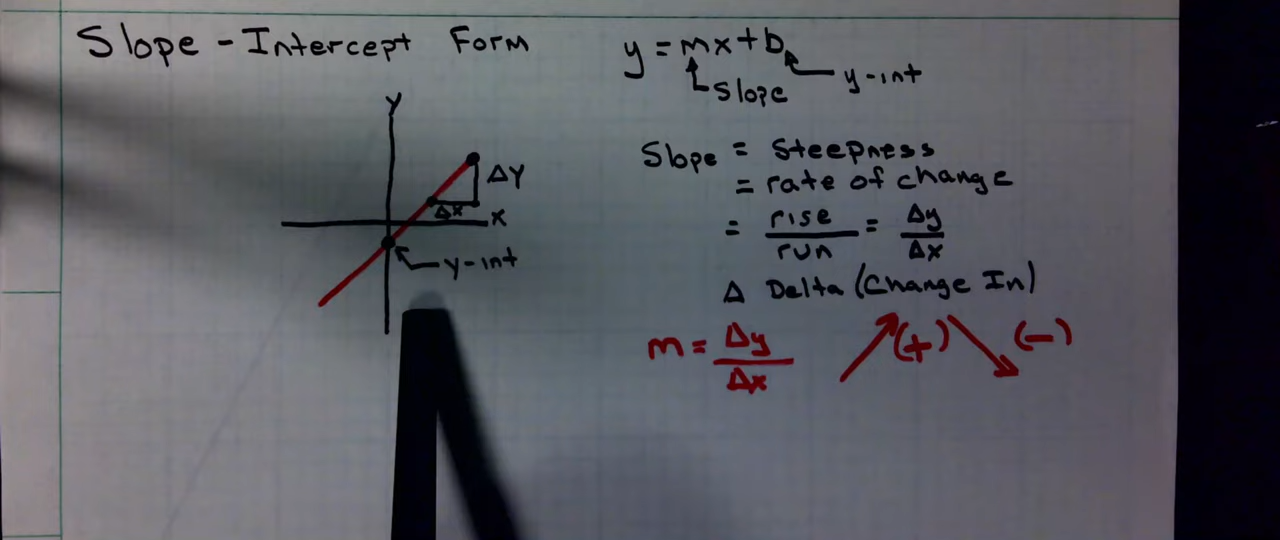 Slope - Intercept Form
y = mx + b
slope
y-int
Y
ΔY
Δx
X
y-int
Slope = Steepness
= rate of change
= rise/run = Δy/Δx
Δ Delta (Change In)
m = Δy/Δx
(+)
(-)